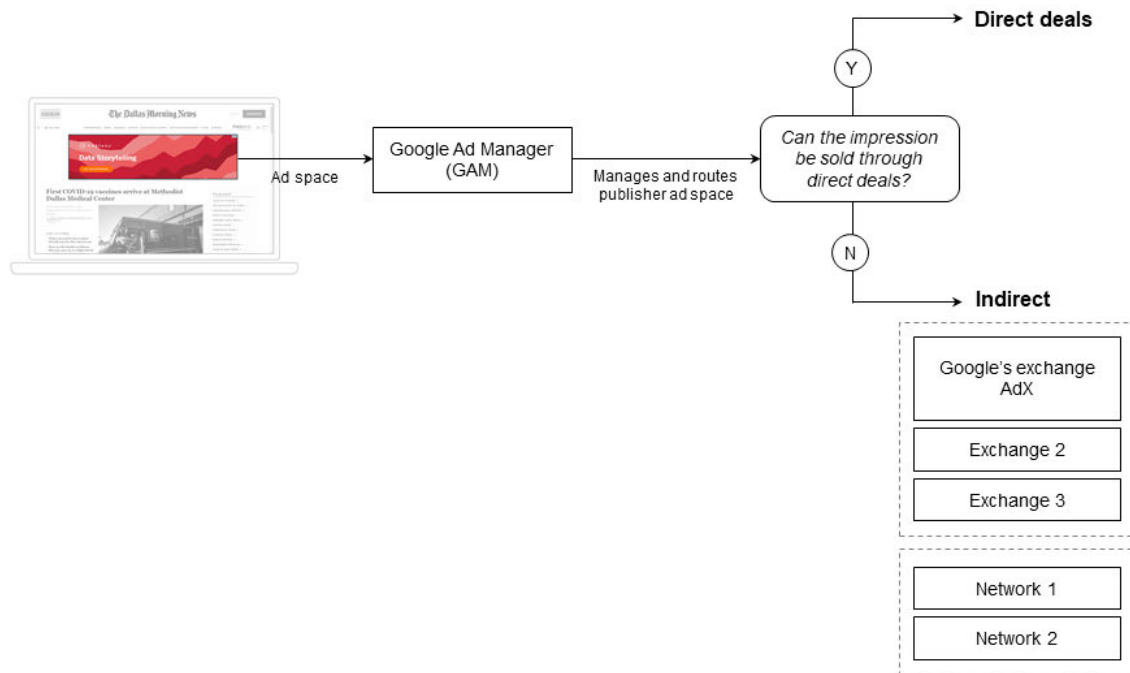 Direct deals
Y
The Dallas Morning News
Data Storytelling
First COVID-19 vaccines arrive at Methodist
Dallas Medical Center
Ad space
Google Ad Manager
(GAM)
Manages and routes
publisher ad space
Can the impression
be sold through
direct deals?
N
Indirect
Google’s exchange
AdX
Exchange 2
Exchange 3
Network 1
Network 2